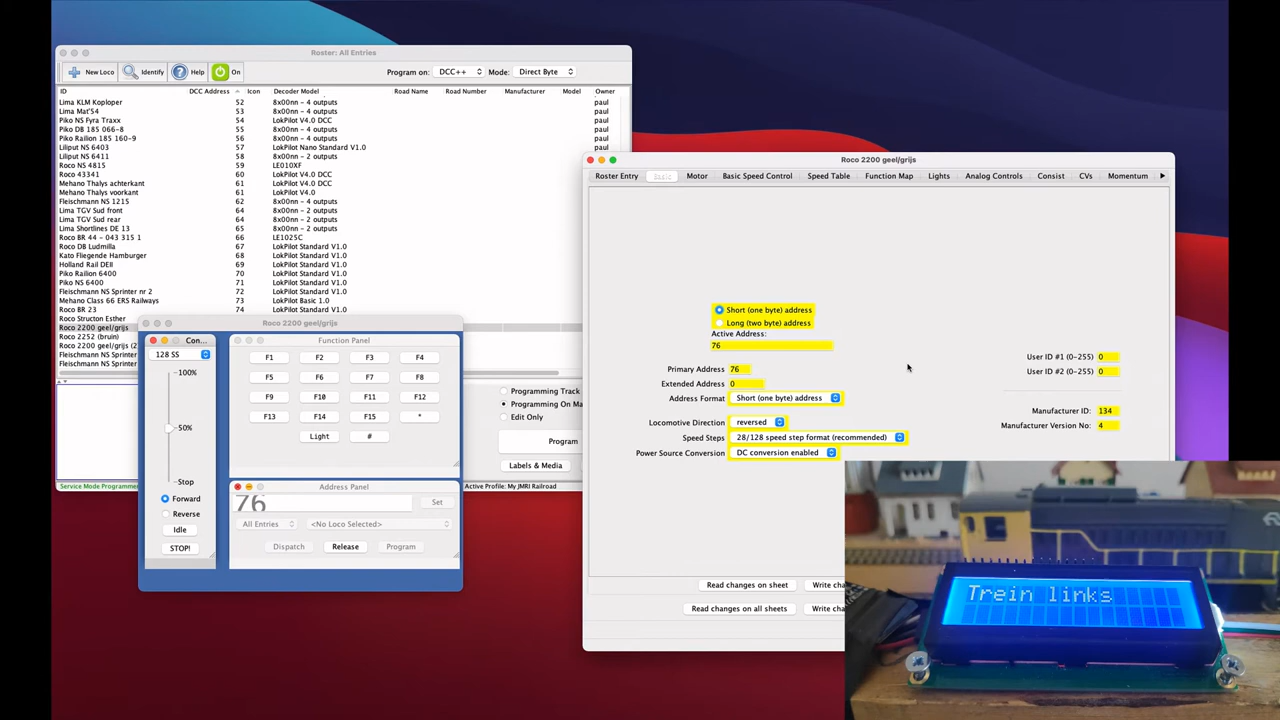 Roster: All Entries
New Loco Identify Help On Program on: DCC++ Mode: Direct Byte
ID DCC Address Icon Decoder Model Road Name Road Number Manufacturer Model Owner
Lima KLM Koploper 52 8x00nn - 4 outputs paul
Lima Mat'54 53 8x00nn - 4 outputs paul
Piko NS Fyra Traxx 54 LokPilot V4.0 DCC paul
Piko DB 185 066-8 55 8x00nn - 4 outputs paul
Piko Railion 185 160-9 56 8x00nn - 4 outputs paul
Liliput NS 6403 57 LokPilot Nano Standard V1.0 paul
Liliput NS 6411 58 8x00nn - 2 outputs paul
Roco NS 4815 59 LE010XF paul
Roco 43341 60 LokPilot V4.0 DCC paul
Mehano Thalys achterkant 61 LokPilot V4.0 DCC paul
Mehano Thalys voorkant 61 LokPilot V4.0 paul
Fleischmann NS 1215 62 8x00nn - 4 outputs paul
Lima TGV Sud front 64 8x00nn - 2 outputs paul
Lima TGV Sud rear 64 8x00nn - 2 outputs paul
Lima Shortlines DE 13 65 8x00nn - 2 outputs paul
Roco BR 44 - 043 315 1 66 LE1025C paul
Roco DB Ludmilla 67 LokPilot Standard V1.0 paul
Kato Fliegende Hamburger 68 LokPilot Standard V1.0 paul
Holland Rail DEII 69 LokPilot Standard V1.0 paul
Piko Railion 6400 70 LokPilot Standard V1.0 paul
Piko NS 6400 71 LokPilot Standard V1.0 paul
Fleischmann NS Sprinter nr 2 72 LokPilot Standard V1.0 paul
Mehano Class 66 ERS Railways 73 LokPilot Basic 1.0 paul
Roco BR 23 74 LokPilot Standard V1.0 paul
Roco Structon Esther
Roco 2200 geel/grijs
Roco 2252 (bruin)
Roco 2200 geel/grijs (2
Fleischmann NS Sprinter
Fleischmann NS Sprinter
Programming Track
Programming On Ma
Edit Only
Program
Labels & Media
Service Mode Programme
Active Profile: My JMRI Railroad
Roco 2200 geel/grijs
Con...
128 SS
100%
50%
Stop
Forward
Reverse
Idle
STOP!
Function Panel
F1 F2 F3 F4
F5 F6 F7 F8
F9 F10 F11 F12
F13 F14 F15 *
Light #
Address Panel
76 Set
All Entries <No Loco Selected>
Dispatch Release Program
Roco 2200 geel/grijs
Roster Entry Basic Motor Basic Speed Control Speed Table Function Map Lights Analog Controls Consist CVs Momentum
Short (one byte) address
Long (two byte) address
Active Address:
76
Primary Address 76
Extended Address 0
Address Format Short (one byte) address
Locomotive Direction reversed
Speed Steps 28/128 speed step format (recommended)
Power Source Conversion DC conversion enabled
User ID #1 (0-255) 0
User ID #2 (0-255) 0
Manufacturer ID: 134
Manufacturer Version No: 4
Read changes on sheet Write cha
Read changes on all sheets Write cha
Trein links